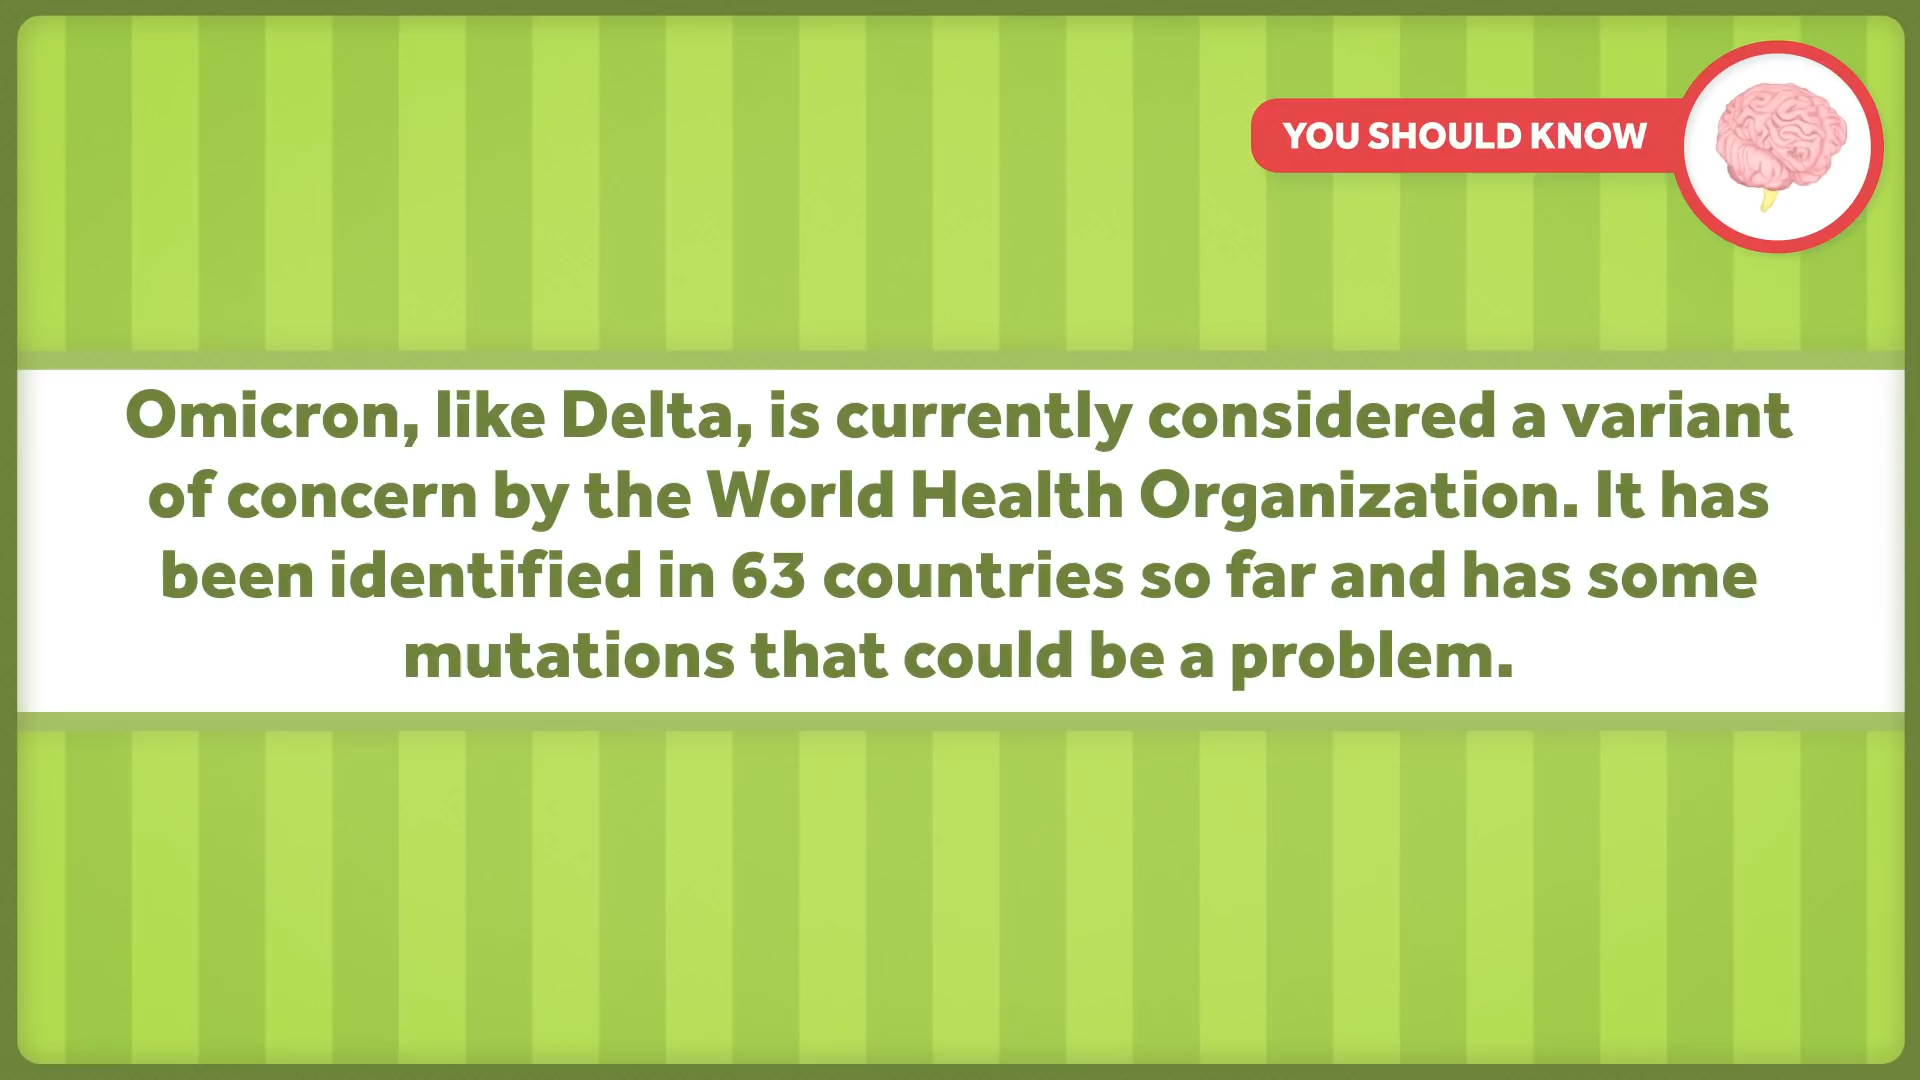 YOU SHOULD KNOW
Omicron, like Delta, is currently considered a variant
of concern by the World Health Organization. It has
been identified in 63 countries so far and has some
mutations that could be a problem.